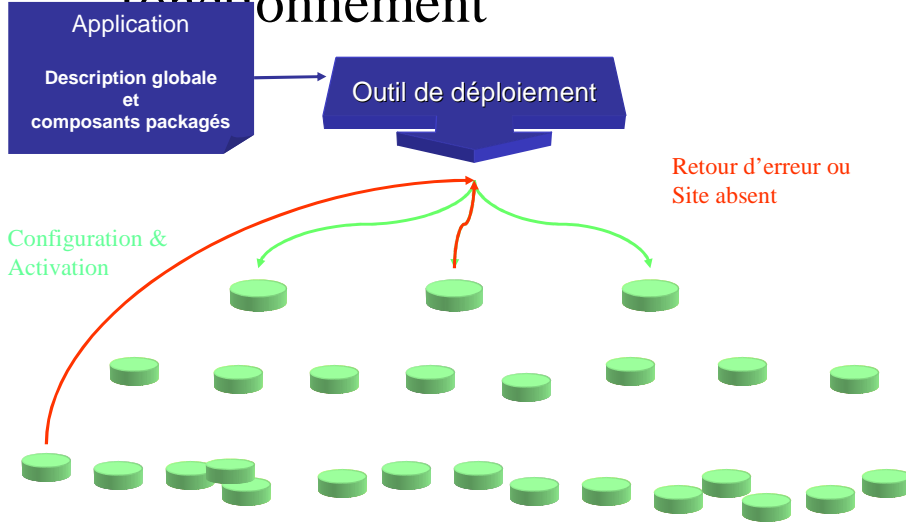 Application
Description globale
et
composants packagés
Outil de déploiement
Retour d'erreur ou
Site absent
Configuration &
Activation